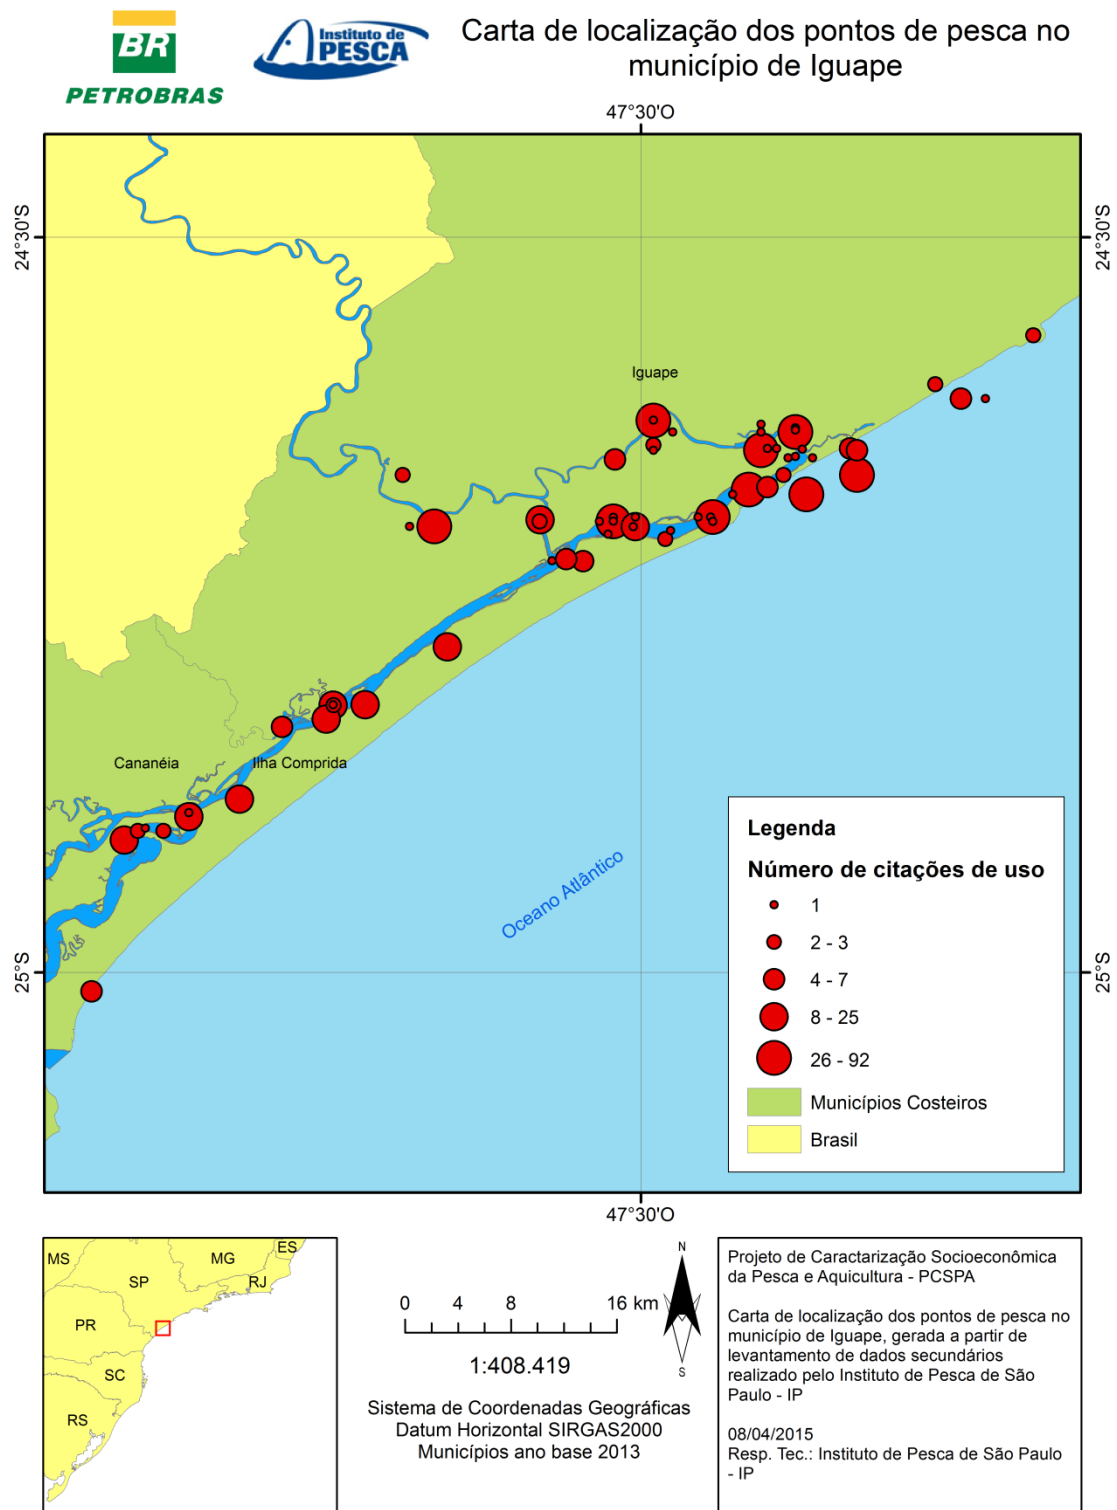 BR
PETROBRAS
Instituto de
PESCA
Carta de localização dos pontos de pesca no
município de Iguape
47°30'O
24°30'S
24°30'S
Iguape
Cananéia
Ilha Comprida
Oceano Atlântico
25°S
25°S
Legenda
Número de citações de uso
1
2 - 3
4 - 7
8 - 25
26 - 92
Municípios Costeiros
Brasil
47°30'O
MS
MG
ES
SP
RJ
PR
SC
RS
0 4 8 16 km
N
S
1:408.419
Sistema de Coordenadas Geográficas
Datum Horizontal SIRGAS2000
Municípios ano base 2013
Projeto de Caractarização Socioeconômica
da Pesca e Aquicultura - PCSPA
Carta de localização dos pontos de pesca no
município de Iguape, gerada a partir de
levantamento de dados secundários
realizado pelo Instituto de Pesca de São
Paulo - IP
08/04/2015
Resp. Tec.: Instituto de Pesca de São Paulo
- IP